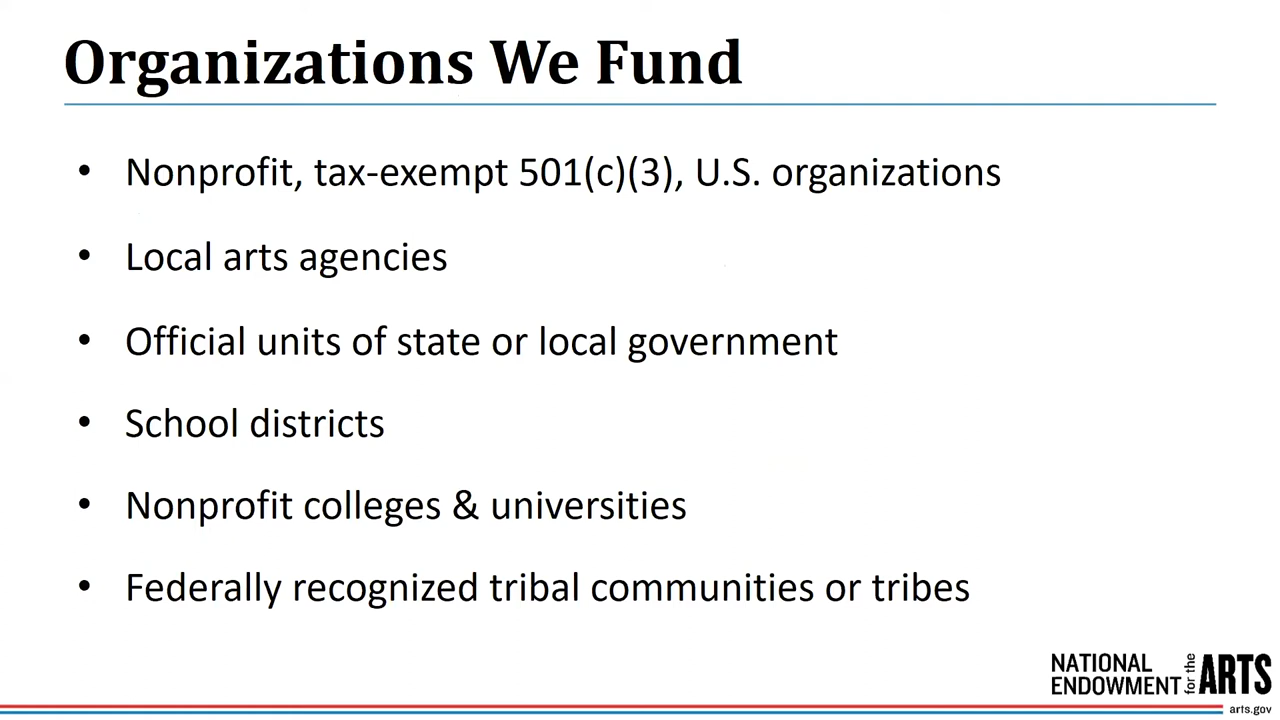 Organizations We Fund
• Nonprofit, tax-exempt 501(c)(3), U.S. organizations
• Local arts agencies
• Official units of state or local government
• School districts
• Nonprofit colleges & universities
• Federally recognized tribal communities or tribes
NATIONAL
ENDOWMENT for the ARTS
arts.gov